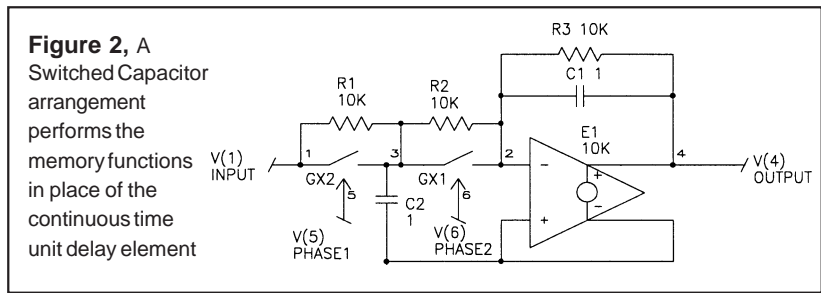 Figure 2, A
Switched Capacitor
arrangement
performs the
memory functions
in place of the
continuous time
unit delay element
R3 10K
C1 1
R1
10K
R2
10K
E1
10K
V(1)
INPUT
1
3
2
4
V(4)
OUTPUT
GX2
GX1
5
6
C2
1
V(5)
PHASE1
V(6)
PHASE2
-
+
+
-